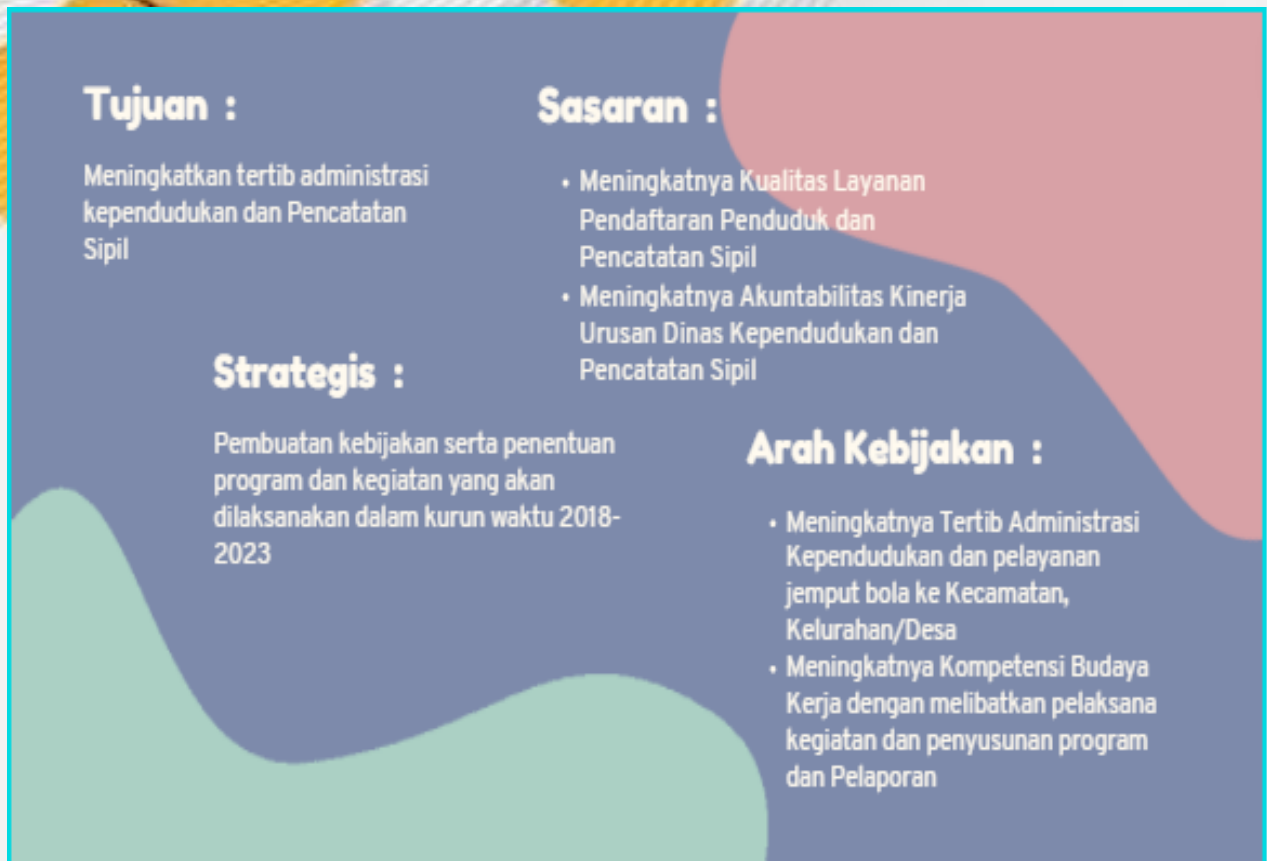 Tujuan :
Meningkatkan tertib administrasi
kependudukan dan Pencatatan
Sipil
Sasaran :
• Meningkatnya Kualitas Layanan
Pendaftaran Penduduk dan
Pencatatan Sipil
• Meningkatnya Akuntabilitas Kinerja
Urusan Dinas Kependudukan dan
Pencatatan Sipil
Strategis :
Pembuatan kebijakan serta penentuan
program dan kegiatan yang akan
dilaksanakan dalam kurun waktu 2018-
2023
Arah Kebijakan :
• Meningkatnya Tertib Administrasi
Kependudukan dan pelayanan
jemput bola ke Kecamatan,
Kelurahan/Desa
• Meningkatnya Kompetensi Budaya
Kerja dengan melibatkan pelaksana
kegiatan dan penyusunan program
dan Pelaporan